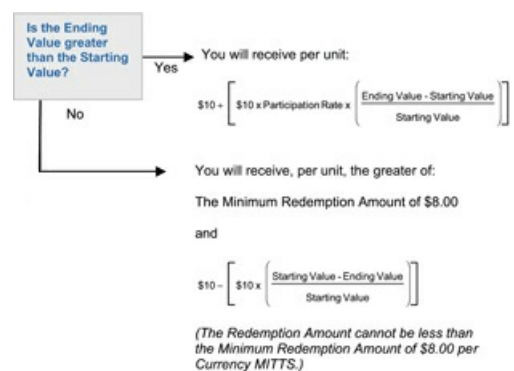 Is the Ending
Value greater
than the Starting
Value?
Yes
You will receive per unit:
$10 + [ $10 x Participation Rate x ( Ending Value - Starting Value
Starting Value ) ]
No
You will receive, per unit, the greater of:
The Minimum Redemption Amount of $8.00
and
$10 – [ $10 x ( Starting Value - Ending Value
Starting Value ) ]
(The Redemption Amount cannot be less than
the Minimum Redemption Amount of $8.00 per
Currency MITTS.)